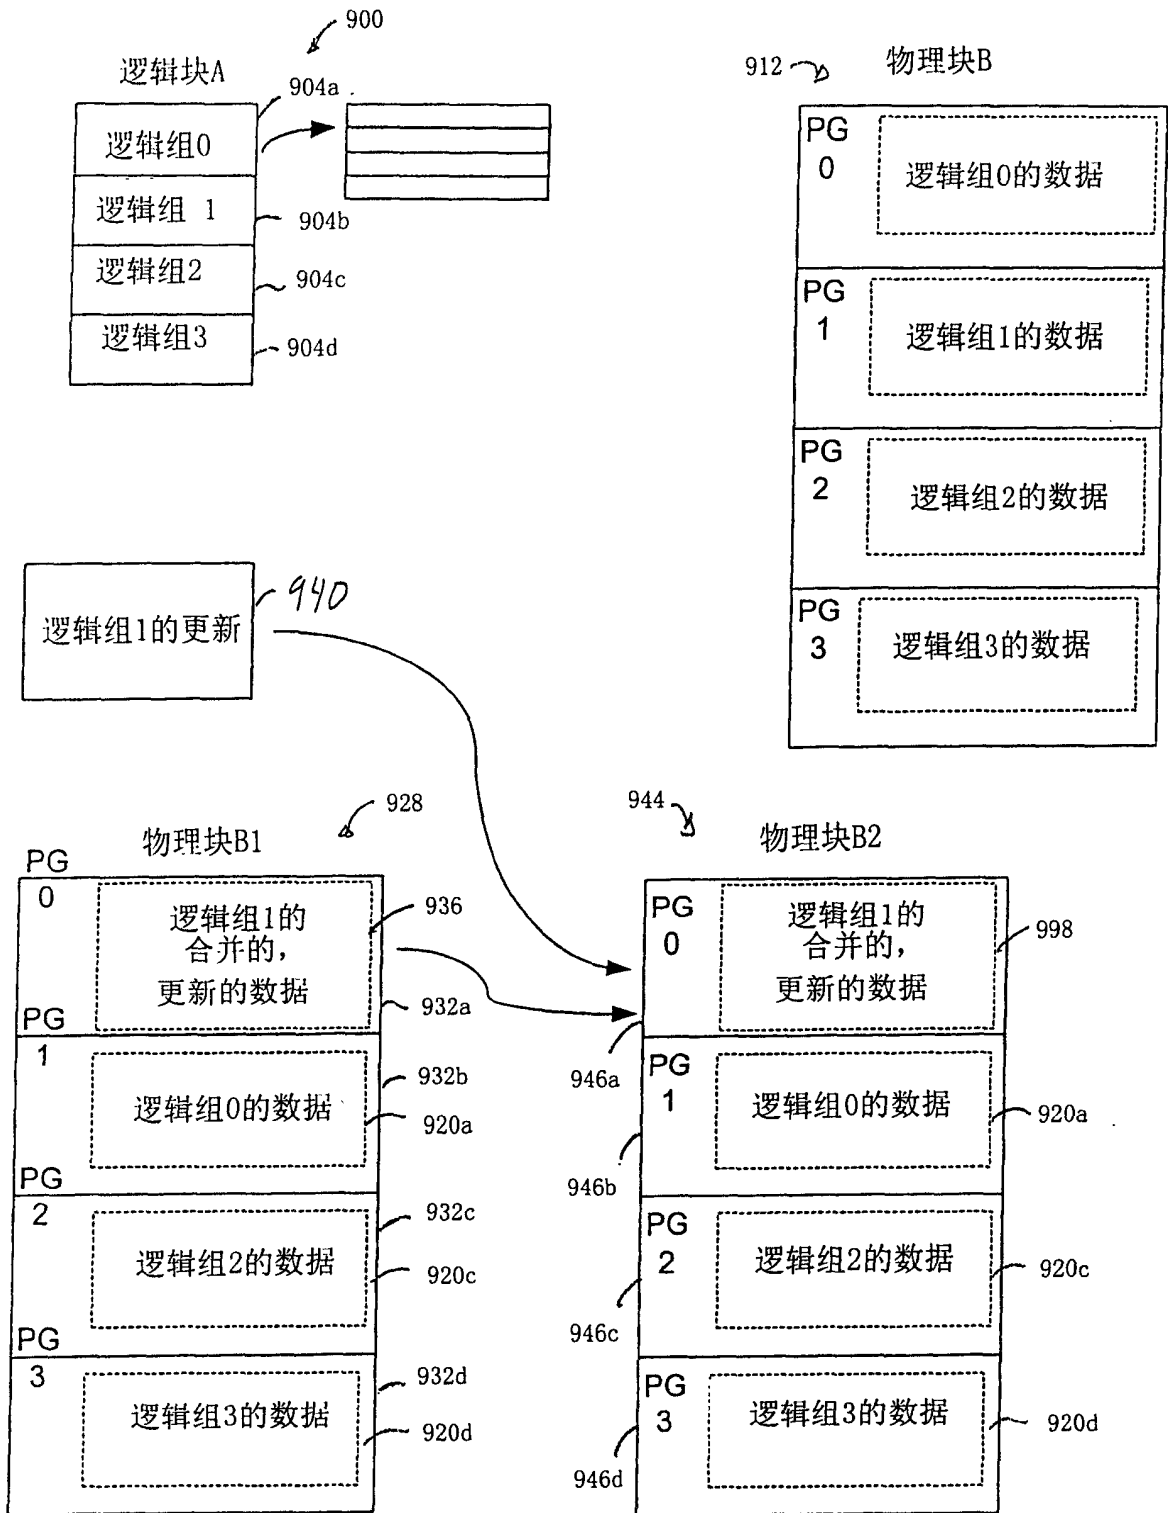 900
逻辑块A
904a
逻辑组0
逻辑组 1
904b
逻辑组2
904c
逻辑组3
904d
912
物理块B
PG
0
逻辑组0的数据
PG
1
逻辑组1的数据
PG
2
逻辑组2的数据
PG
3
逻辑组3的数据
940
逻辑组1的更新
928
物理块B1
PG
0
逻辑组1的
合并的,
更新的数据
936
932a
PG
1
逻辑组0的数据
932b
920a
PG
2
逻辑组2的数据
932c
920c
PG
3
逻辑组3的数据
932d
920d
944
物理块B2
PG
0
逻辑组1的
合并的,
更新的数据
998
946a
PG
1
逻辑组0的数据
920a
946b
PG
2
逻辑组2的数据
920c
946c
PG
3
逻辑组3的数据
920d
946d